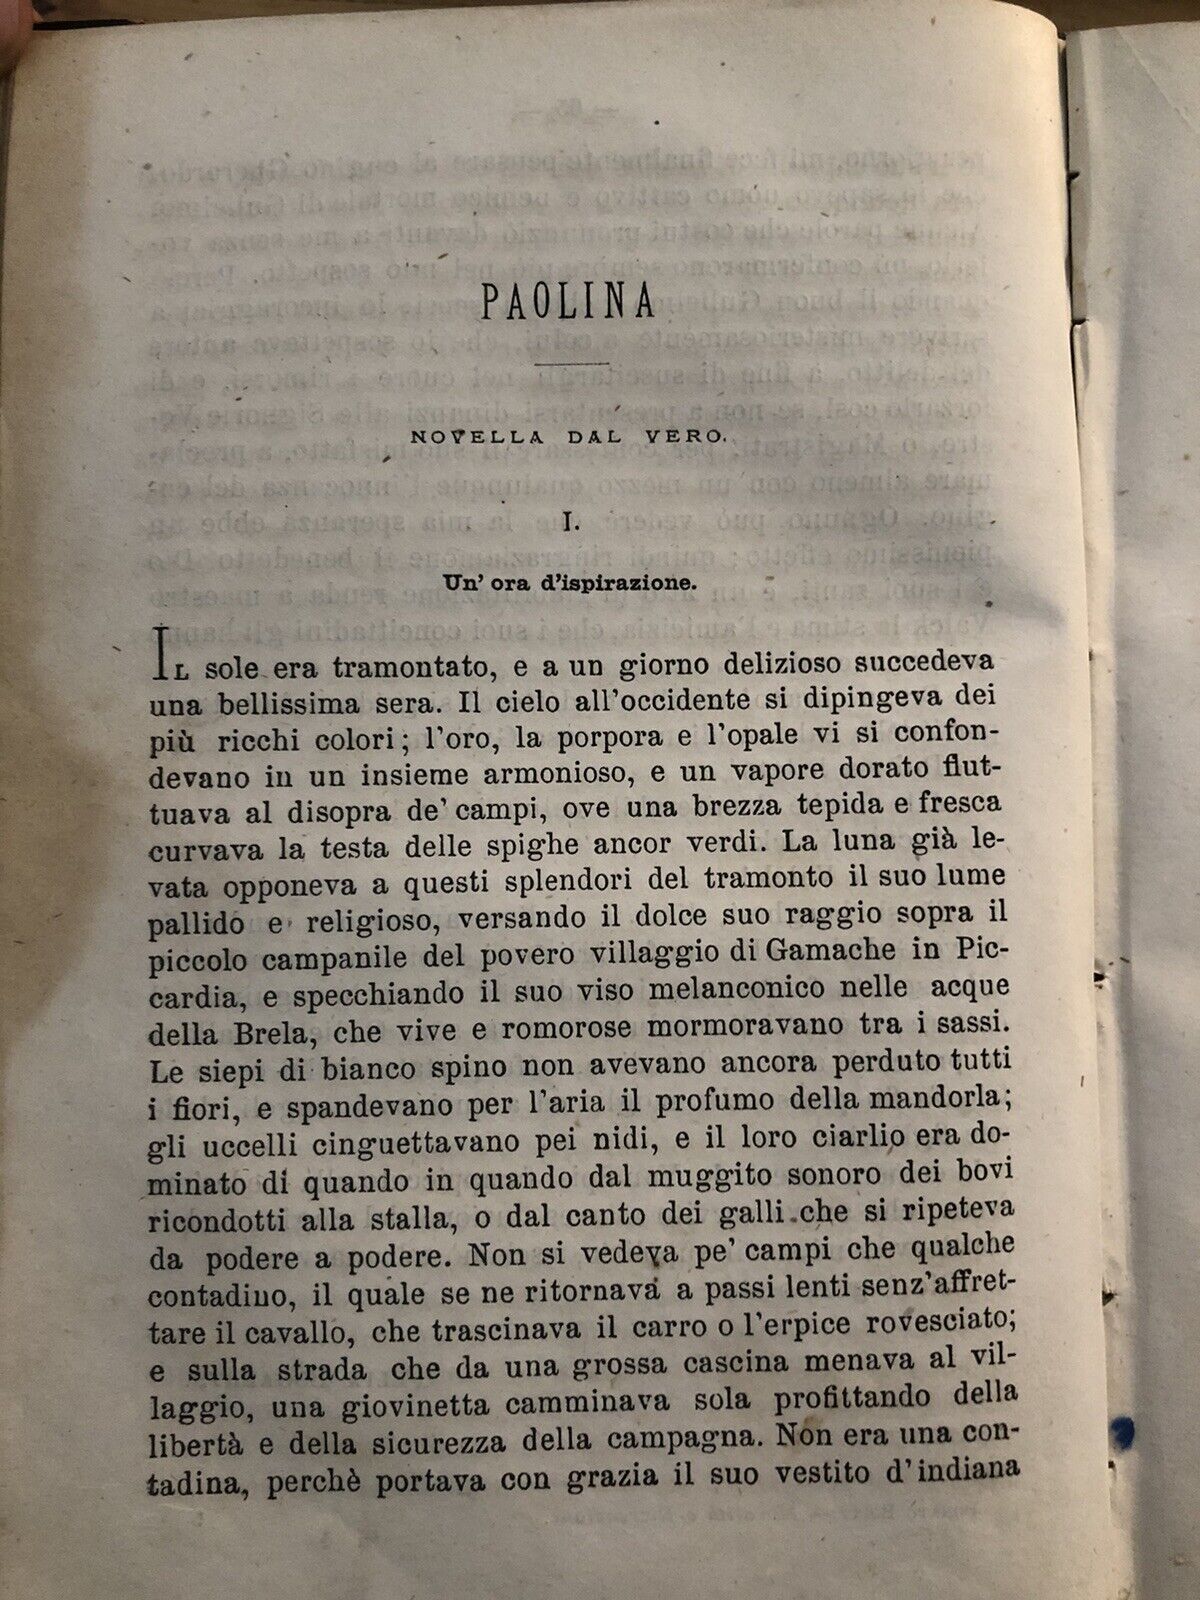 PAOLINA
NOVELLA DAL VERO.
I.
Un' ora d'ispirazione.
IL sole era tramontato, e a un giorno delizioso succedeva
una bellissima sera. Il cielo all'occidente si dipingeva dei
più ricchi colori; l'oro, la porpora e l'opale vi si confon-
devano in un insieme armonioso, e un vapore dorato flut-
tuava al disopra de' campi, ove una brezza tepida e fresca
curvava la testa delle spighe ancor verdi. La luna già le-
vata opponeva a questi splendori del tramonto il suo lume
pallido e religioso, versando il dolce suo raggio sopra il
piccolo campanile del povero villaggio di Gamache in Pic-
cardia, e specchiando il suo viso melanconico nelle acque
della Brela, che vive e romorose mormoravano tra i sassi.
Le siepi di bianco spino non avevano ancora perduto tutti
i fiori, e spandevano per l'aria il profumo della mandorla;
gli uccelli cinguettavano pei nidi, e il loro ciarlio era do-
minato di quando in quando dal muggito sonoro dei bovi
ricondotti alla stalla, o dal canto dei galli che si ripeteva
da podere a podere. Non si vedeva pe' campi che qualche
contadino, il quale se ne ritornava a passi lenti senz'affret-
tare il cavallo, che trascinava il carro o l'erpice rovesciato;
e sulla strada che da una grossa cascina menava al vil-
laggio, una giovinetta camminava sola profittando della
libertà e della sicurezza della campagna. Non era una con-
tadina, perchè portava con grazia il suo vestito d'indiana